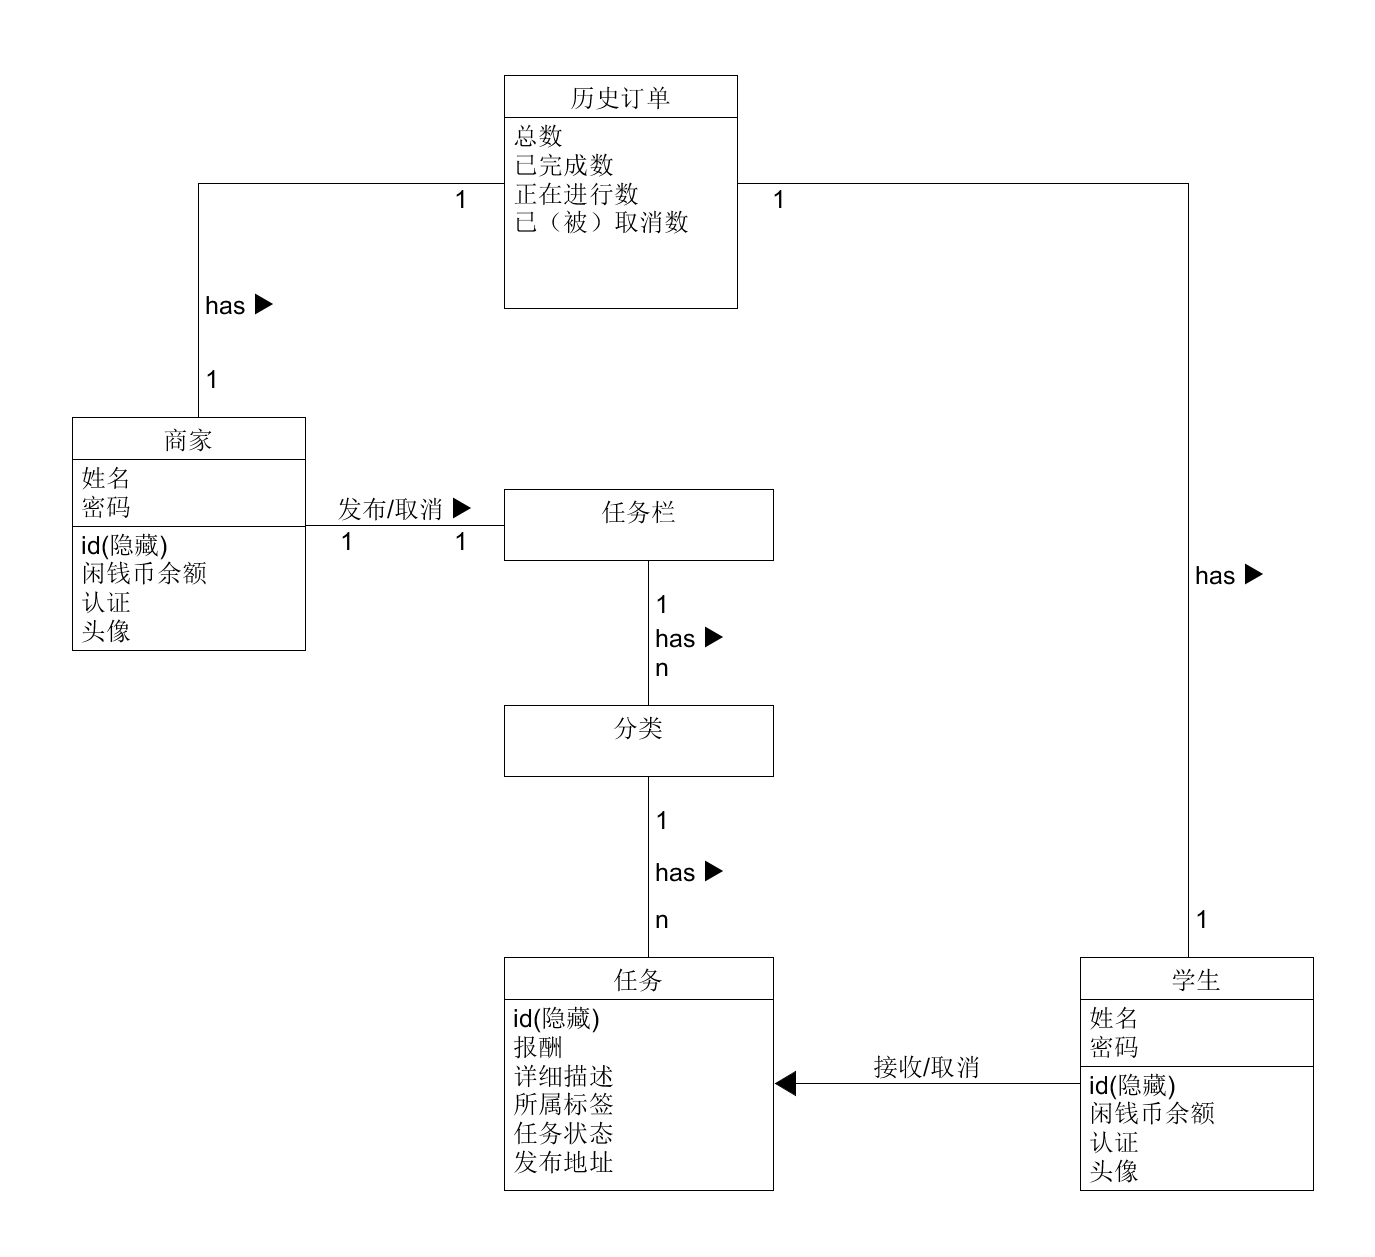 历史订单
总数
已完成数
正在进行数
已（被）取消数
1
1
has
1
商家
姓名
密码
id(隐藏)
闲钱币余额
认证
头像
发布/取消
1
1
任务栏
has
1
has
n
分类
1
has
n
1
任务
id(隐藏)
报酬
详细描述
所属标签
任务状态
发布地址
接收/取消
学生
姓名
密码
id(隐藏)
闲钱币余额
认证
头像